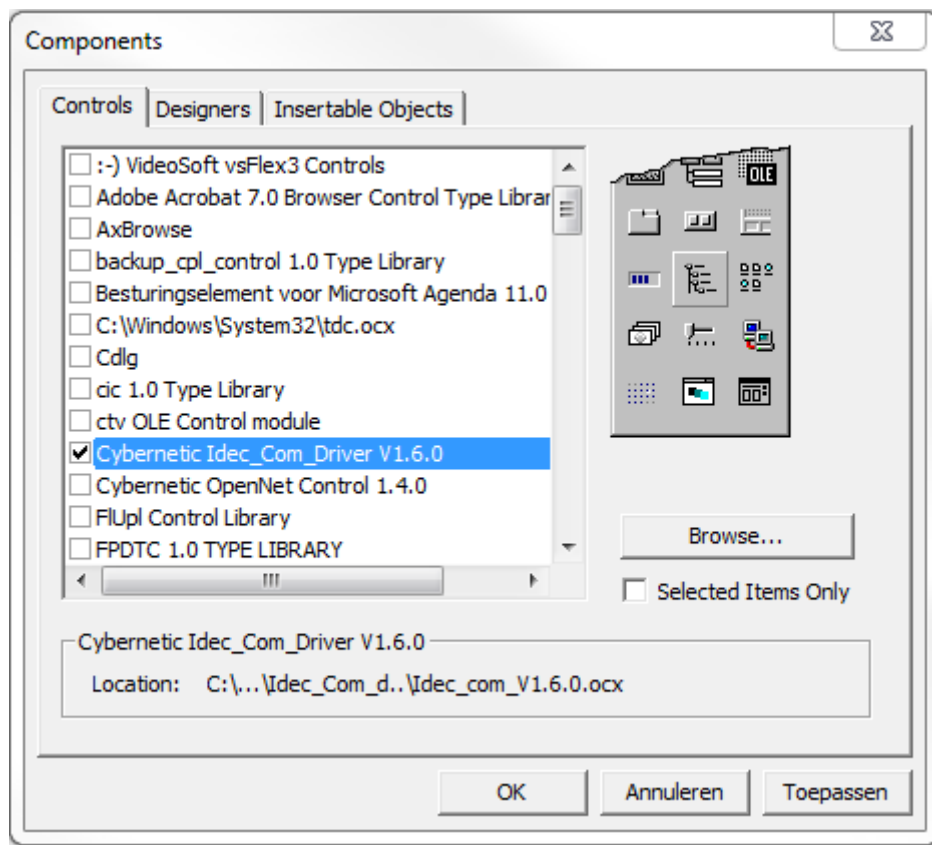 Components
Controls Designers Insertable Objects
:-) VideoSoft vsFlex3 Controls
Adobe Acrobat 7.0 Browser Control Type Librar
AxBrowse
backup_cpl_control 1.0 Type Library
Besturingselement voor Microsoft Agenda 11.0
C:\Windows\System32\tdc.ocx
Cdlg
cic 1.0 Type Library
ctv OLE Control module
Cybernetic Idec_Com_Driver V1.6.0
Cybernetic OpenNet Control 1.4.0
FlUpl Control Library
FPDTC 1.0 TYPE LIBRARY
OLE
Browse...
Selected Items Only
Cybernetic Idec_Com_Driver V1.6.0
Location: C:\...\Idec_Com_d..\Idec_com_V1.6.0.ocx
OK Annuleren Toepassen